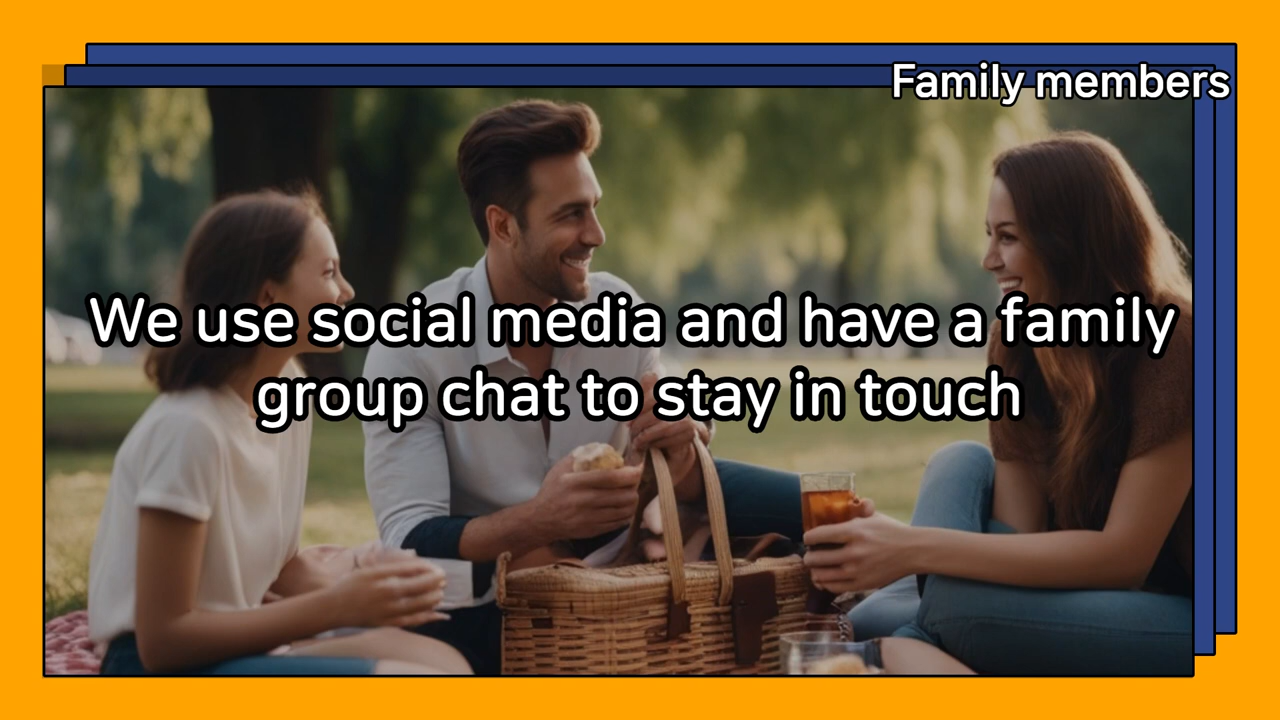 Family members
We use social media and have a family
group chat to stay in touch